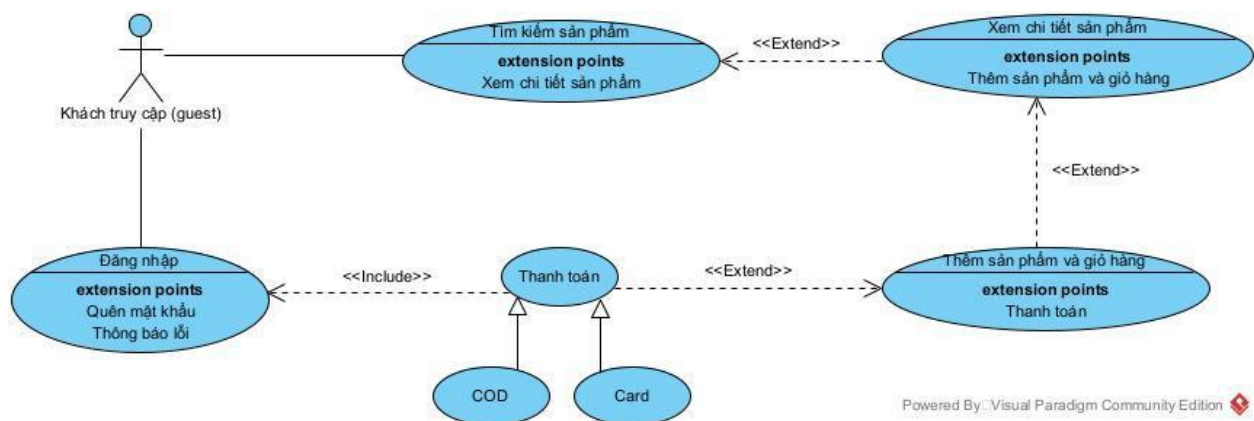 Tìm kiếm sản phẩm
extension points
Xem chi tiết sản phẩm
<<Extend>>
Xem chi tiết sản phẩm
extension points
Thêm sản phẩm và giỏ hàng
Khách truy cập (guest)
<<Extend>>
Đăng nhập
extension points
Quên mật khẩu
Thông báo lỗi
<<Include>>
Thanh toán
<<Extend>>
Thêm sản phẩm và giỏ hàng
extension points
Thanh toán
COD
Card
Powered By Visual Paradigm Community Edition